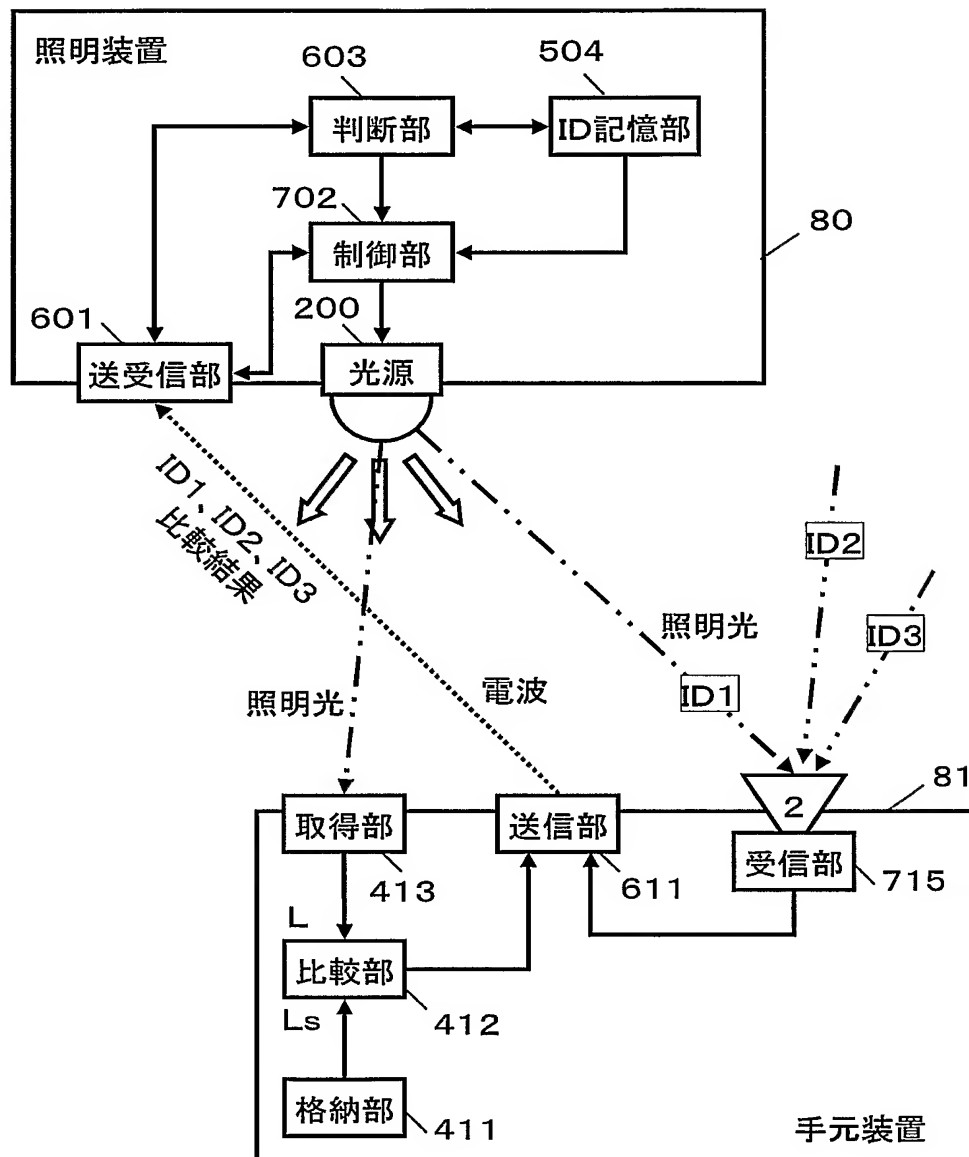 照明装置
603
504
判断部
ID記憶部
702
80
制御部
601
200
送受信部
光源
ID1、ID2、ID3
比較結果
ID2
照明光
ID3
電波
ID1
照明光
81
2
取得部
送信部
受信部
413
611
715
L
比較部
412
Ls
格納部
411
手元装置